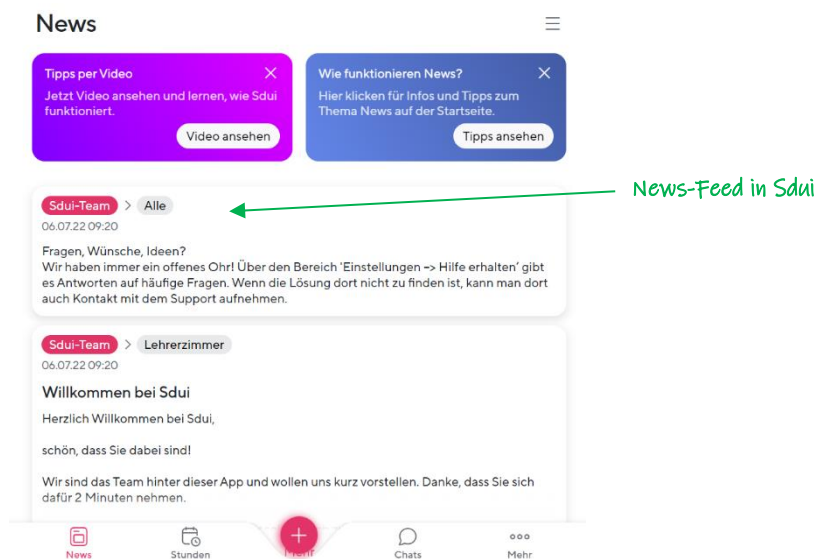 News
Tipps per Video
Jetzt Video ansehen und lernen, wie Sdui
funktioniert.
Video ansehen
Wie funktionieren News?
Hier klicken für Infos und Tipps zum
Thema News auf der Startseite.
Tipps ansehen
News-Feed in Sdui
Sdui-Team > Alle
06.07.22 09:20
Fragen, Wünsche, Ideen?
Wir haben immer ein offenes Ohr! Über den Bereich 'Einstellungen => Hilfe erhalten' gibt
es Antworten auf häufige Fragen. Wenn die Lösung dort nicht zu finden ist, kann man dort
auch Kontakt mit dem Support aufnehmen.
Sdui-Team > Lehrerzimmer
06.07.22 09:20
Willkommen bei Sdui
Herzlich Willkommen bei Sdui,
schön, dass Sie dabei sind!
Wir sind das Team hinter dieser App und wollen uns kurz vorstellen. Danke, dass Sie sich
dafür 2 Minuten nehmen.
News
Stunden
Chats
Mehr